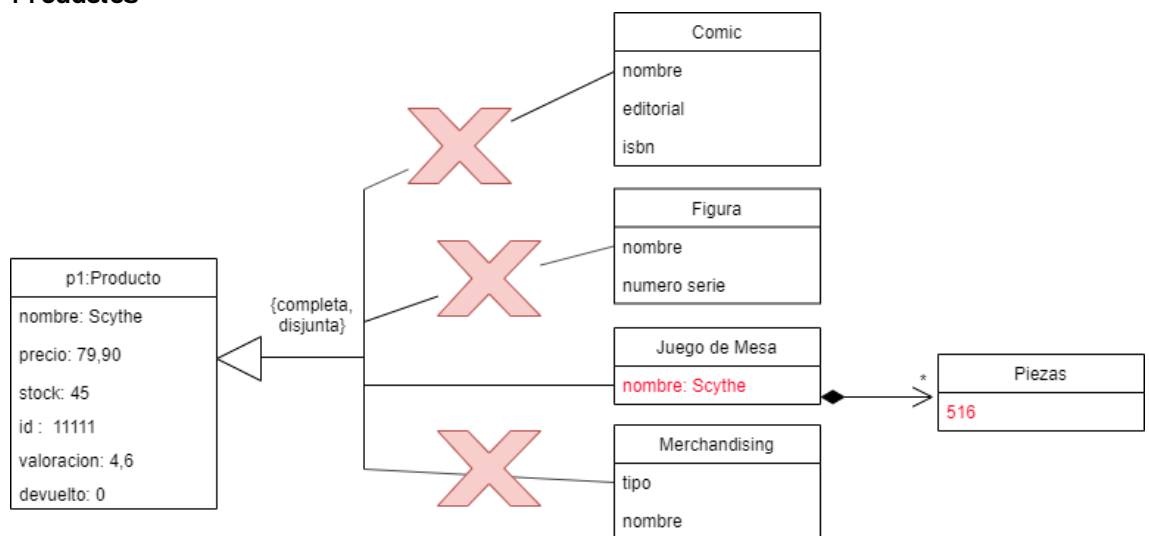 Productos
p1:Producto
nombre: Scythe
precio: 79,90
stock: 45
id : 11111
valoracion: 4,6
devuelto: 0
{completa,
disjunta}
Comic
nombre
editorial
isbn
Figura
nombre
numero serie
Juego de Mesa
nombre: Scythe
*
Piezas
516
Merchandising
tipo
nombre